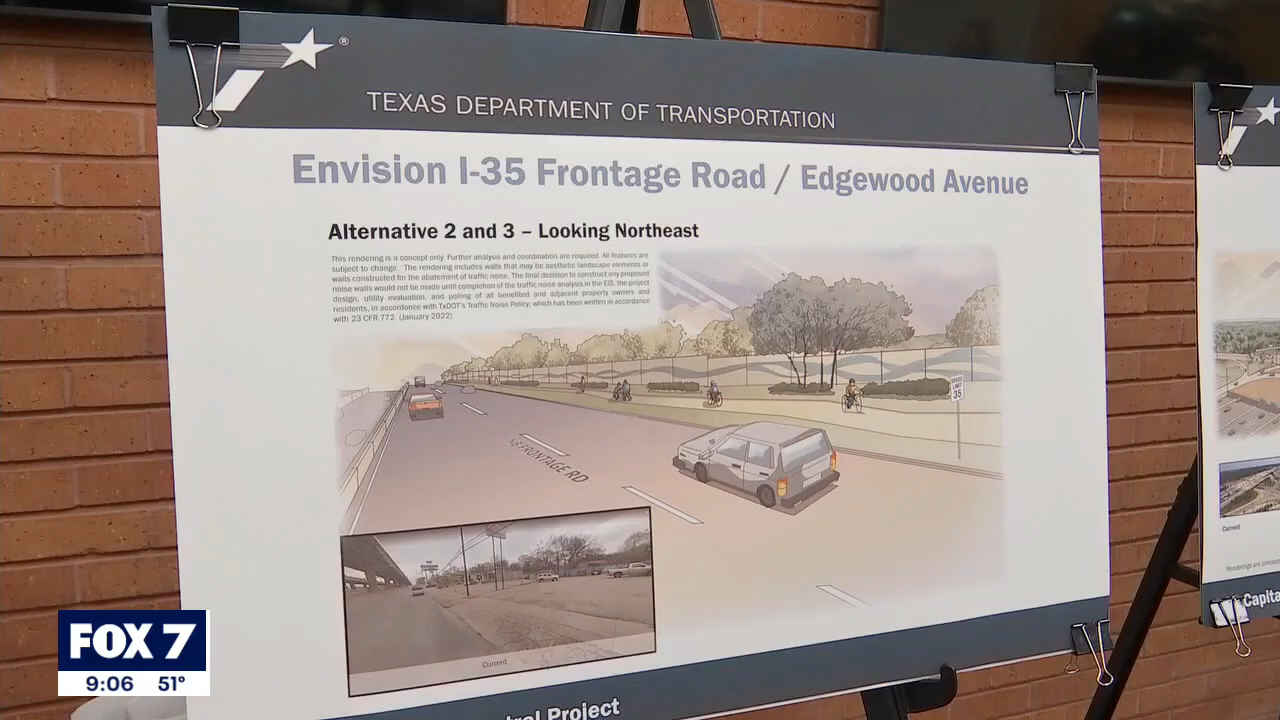 ®
TEXAS DEPARTMENT OF TRANSPORTATION
Envision I-35 Frontage Road / Edgewood Avenue
Alternative 2 and 3 – Looking Northeast
This rendering is a concept only. Further analysis and coordination are required. All features are
subject to change. The rendering includes walls that may be aesthetic landscape elements or
walls constructed for the abatement of traffic noise. The final decision to construct any proposed
noise walls would not be made until completion of the traffic noise analysis in the EIS, the project
design, utility evaluation, and polling of all benefited and adjacent property owners and
residents, in accordance with TxDOT's Traffic Noise Policy, which has been written in accordance
with 23 CFR 772. (January 2022)
SPEED
LIMIT
35
NB FRONTAGE RD
Current
Current
Renderings are
Capita
tral Project
FOX 7
9:06 51°